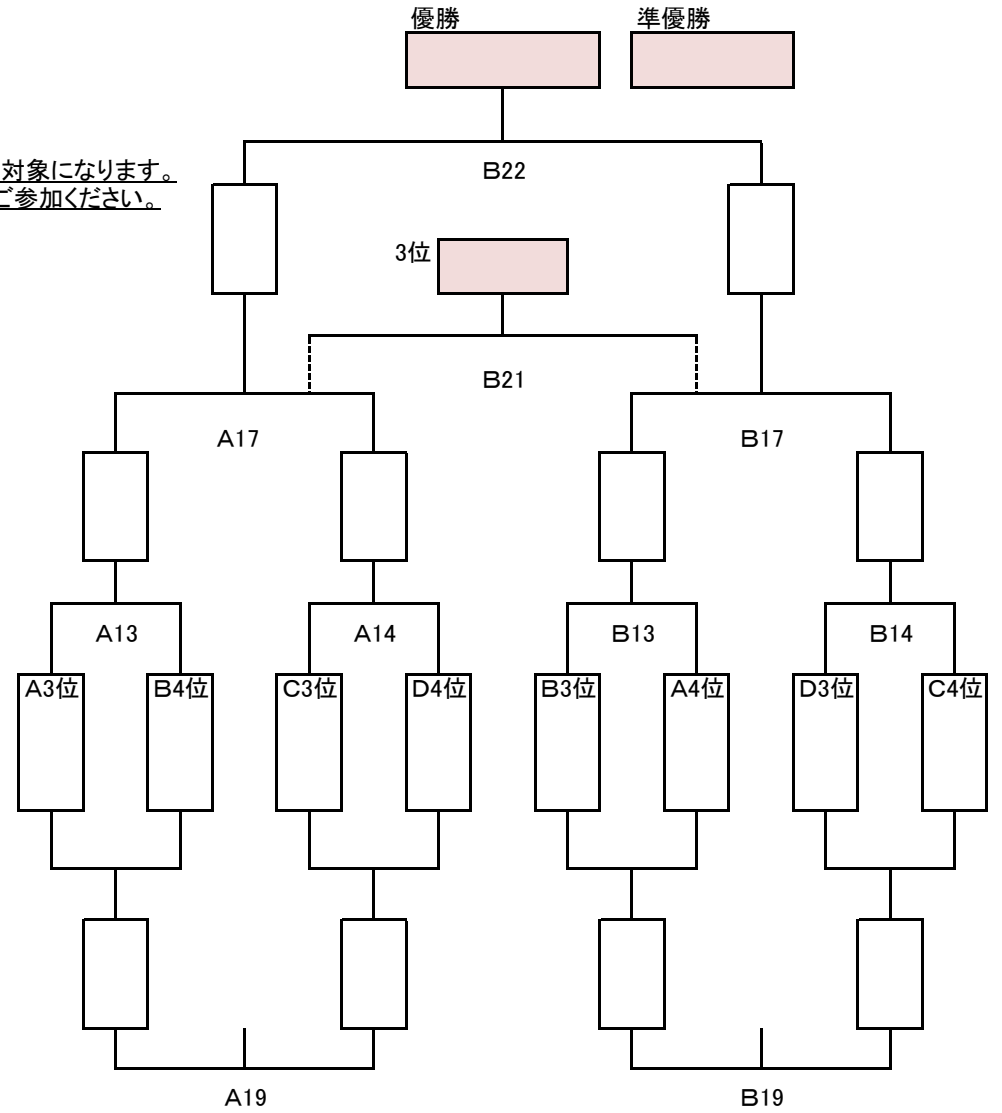 優勝
準優勝
対象になります。
ご参加ください。
B22
3位
B21
A17
B17
A13
A14
B13
B14
A3位
B4位
C3位
D4位
B3位
A4位
D3位
C4位
A19
B19